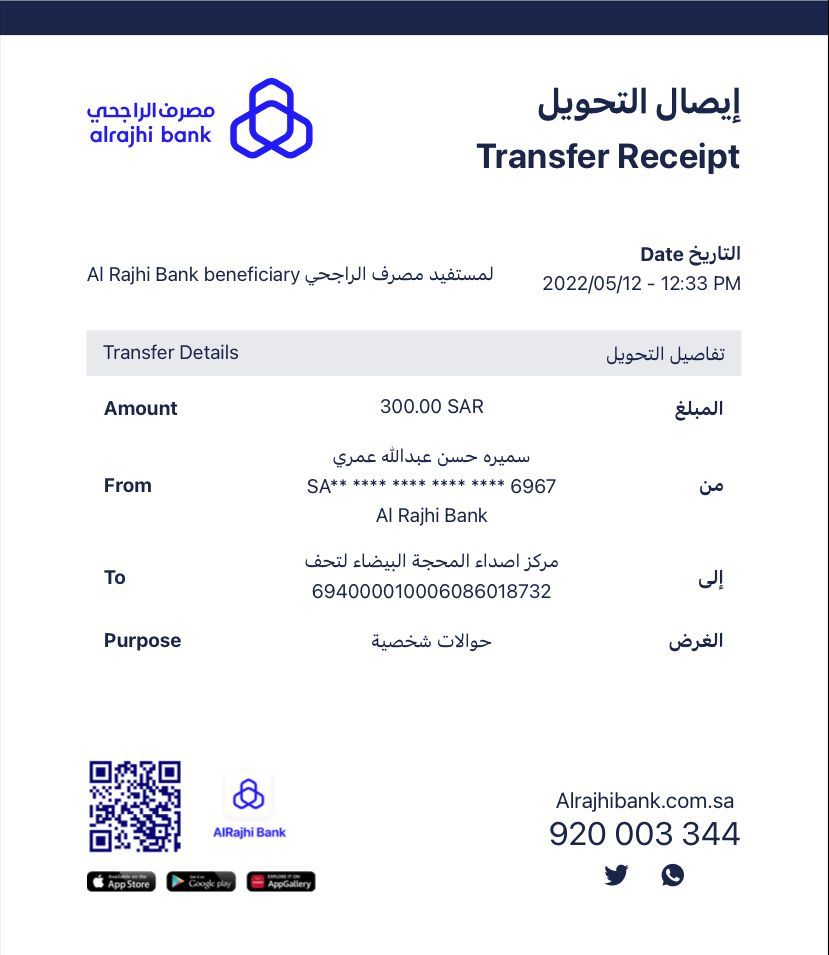 مصرف الراجحي
alrajhi bank
إيصال التحويل
Transfer Receipt
التاريخ Date
2022/05/12 - 12:33 PM
Al Rajhi Bank beneficiary لمستفيد مصرف الراجحي
Transfer Details تفاصيل التحويل
Amount 300.00 SAR المبلغ
سميره حسن عبدالله عمري
From SA** **** **** **** **** 6967 من
Al Rajhi Bank
مركز اصداء المحجة البيضاء لتحف
To إلى
694000010006086018732
Purpose حوالات شخصية الغرض
AlRajhi Bank
Available on the App Store
Get it on Google play
EXPLORE IT ON AppGallery
Alrajhibank.com.sa
920 003 344